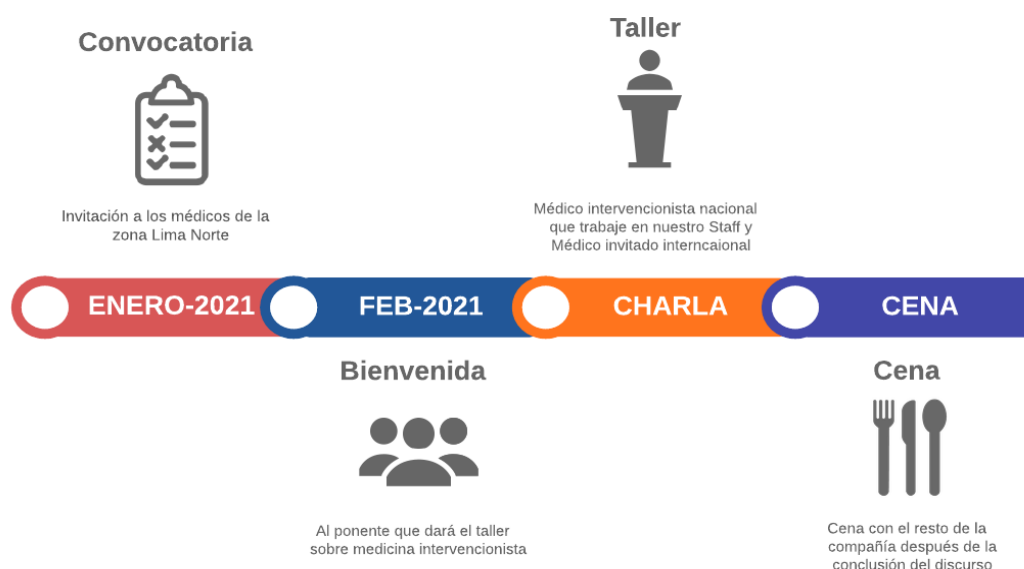 Convocatoria
Invitación a los médicos de la
zona Lima Norte
Taller
Médico intervencionista nacional
que trabaje en nuestro Staff y
Médico invitado interncaional
ENERO-2021
FEB-2021
CHARLA
CENA
Bienvenida
Al ponente que dará el taller
sobre medicina intervencionista
Cena
Cena con el resto de la
compañía después de la
conclusión del discurso